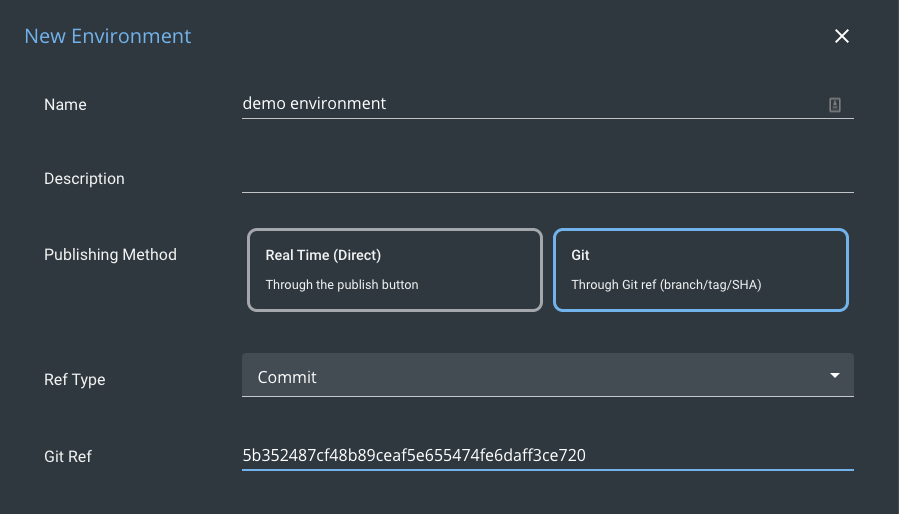 New Environment
Name
demo environment
Description
Publishing Method
Real Time (Direct)
Through the publish button
Git
Through Git ref (branch/tag/SHA)
Ref Type
Commit
Git Ref
5b352487cf48b89ceaf5e655474fe6daff3ce720